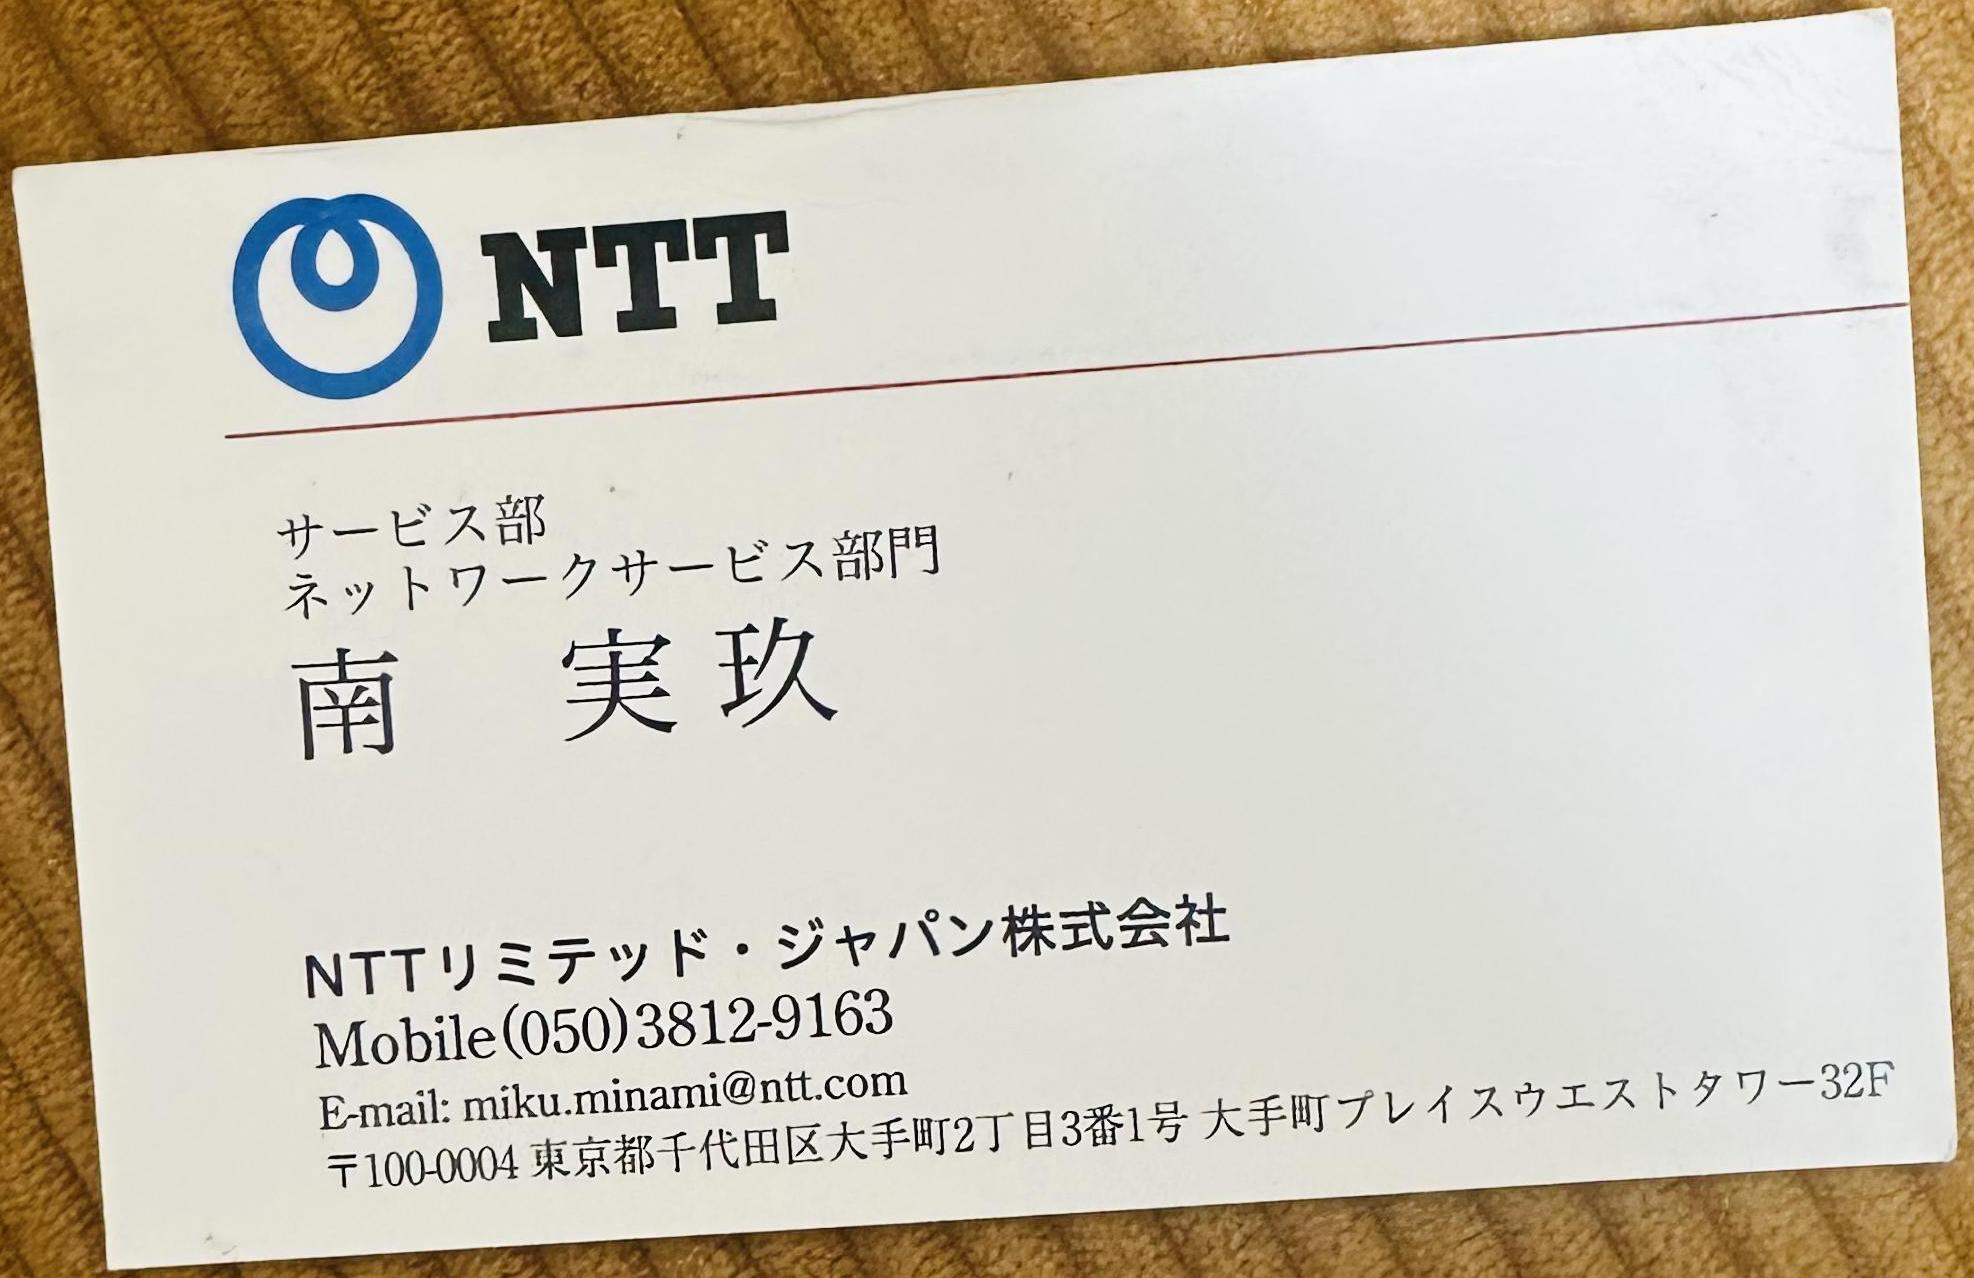 NTT
サービス部
ネットワークサービス部門
南 実玖
NTTリミテッド・ジャパン株式会社
Mobile(050)3812-9163
E-mail: miku.minami@ntt.com
〒100-0004 東京都千代田区大手町2丁目3番1号 大手町プレイスウエストタワー32F